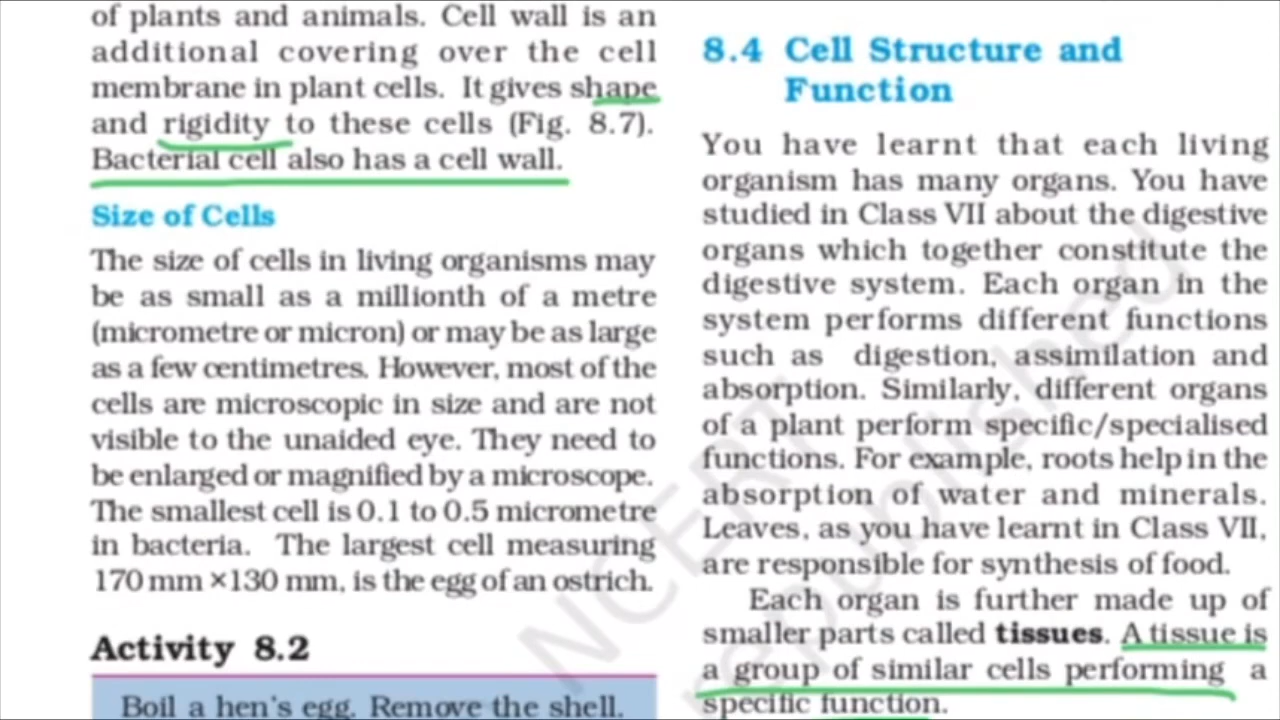 of plants and animals. Cell wall is an
additional covering over the cell
membrane in plant cells. It gives shape
and rigidity to these cells (Fig. 8.7).
Bacterial cell also has a cell wall.
Size of Cells
The size of cells in living organisms may
be as small as a millionth of a metre
(micrometre or micron) or may be as large
as a few centimetres. However, most of the
cells are microscopic in size and are not
visible to the unaided eye. They need to
be enlarged or magnified by a microscope.
The smallest cell is 0.1 to 0.5 micrometre
in bacteria. The largest cell measuring
170 mm ×130 mm, is the egg of an ostrich.
Activity 8.2
Boil a hen's egg. Remove the shell.
8.4 Cell Structure and
Function
You have learnt that each living
organism has many organs. You have
studied in Class VII about the digestive
organs which together constitute the
digestive system. Each organ in the
system performs different functions
such as digestion, assimilation and
absorption. Similarly, different organs
of a plant perform specific/specialised
functions. For example, roots help in the
absorption of water and minerals.
Leaves, as you have learnt in Class VII,
are responsible for synthesis of food.
Each organ is further made up of
smaller parts called tissues. A tissue is
a group of similar cells performing a
specific function.
NCERT
republished